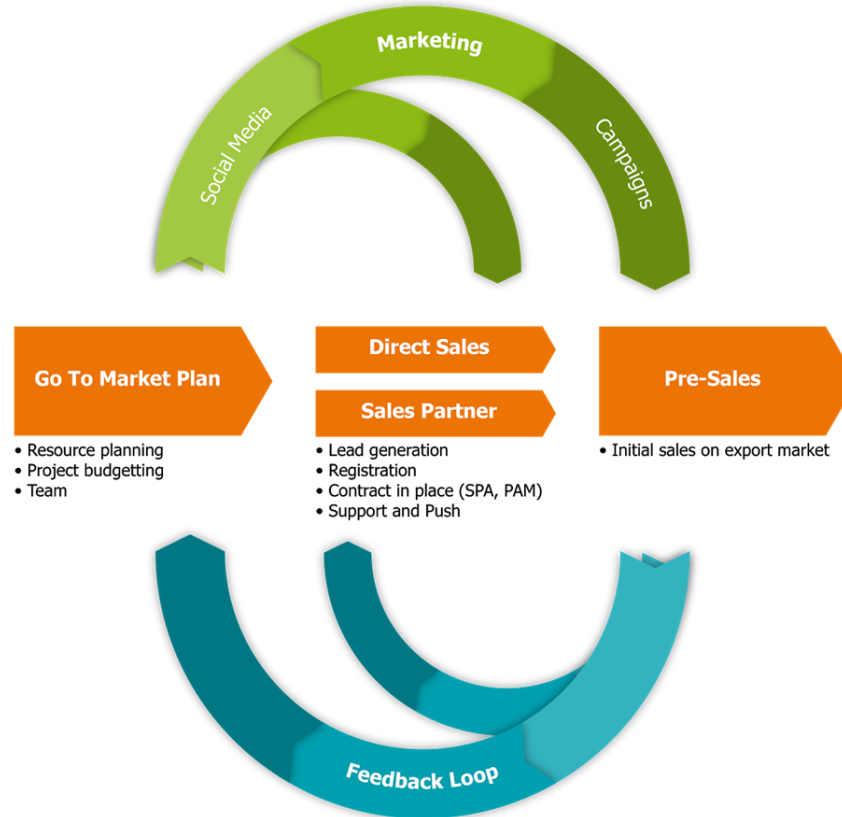 Marketing
Social Media
Campaigns
Go To Market Plan
• Resource planning
• Project budgetting
• Team
Direct Sales
Sales Partner
• Lead generation
• Registration
• Contract in place (SPA, PAM)
• Support and Push
Pre-Sales
• Initial sales on export market
Feedback Loop